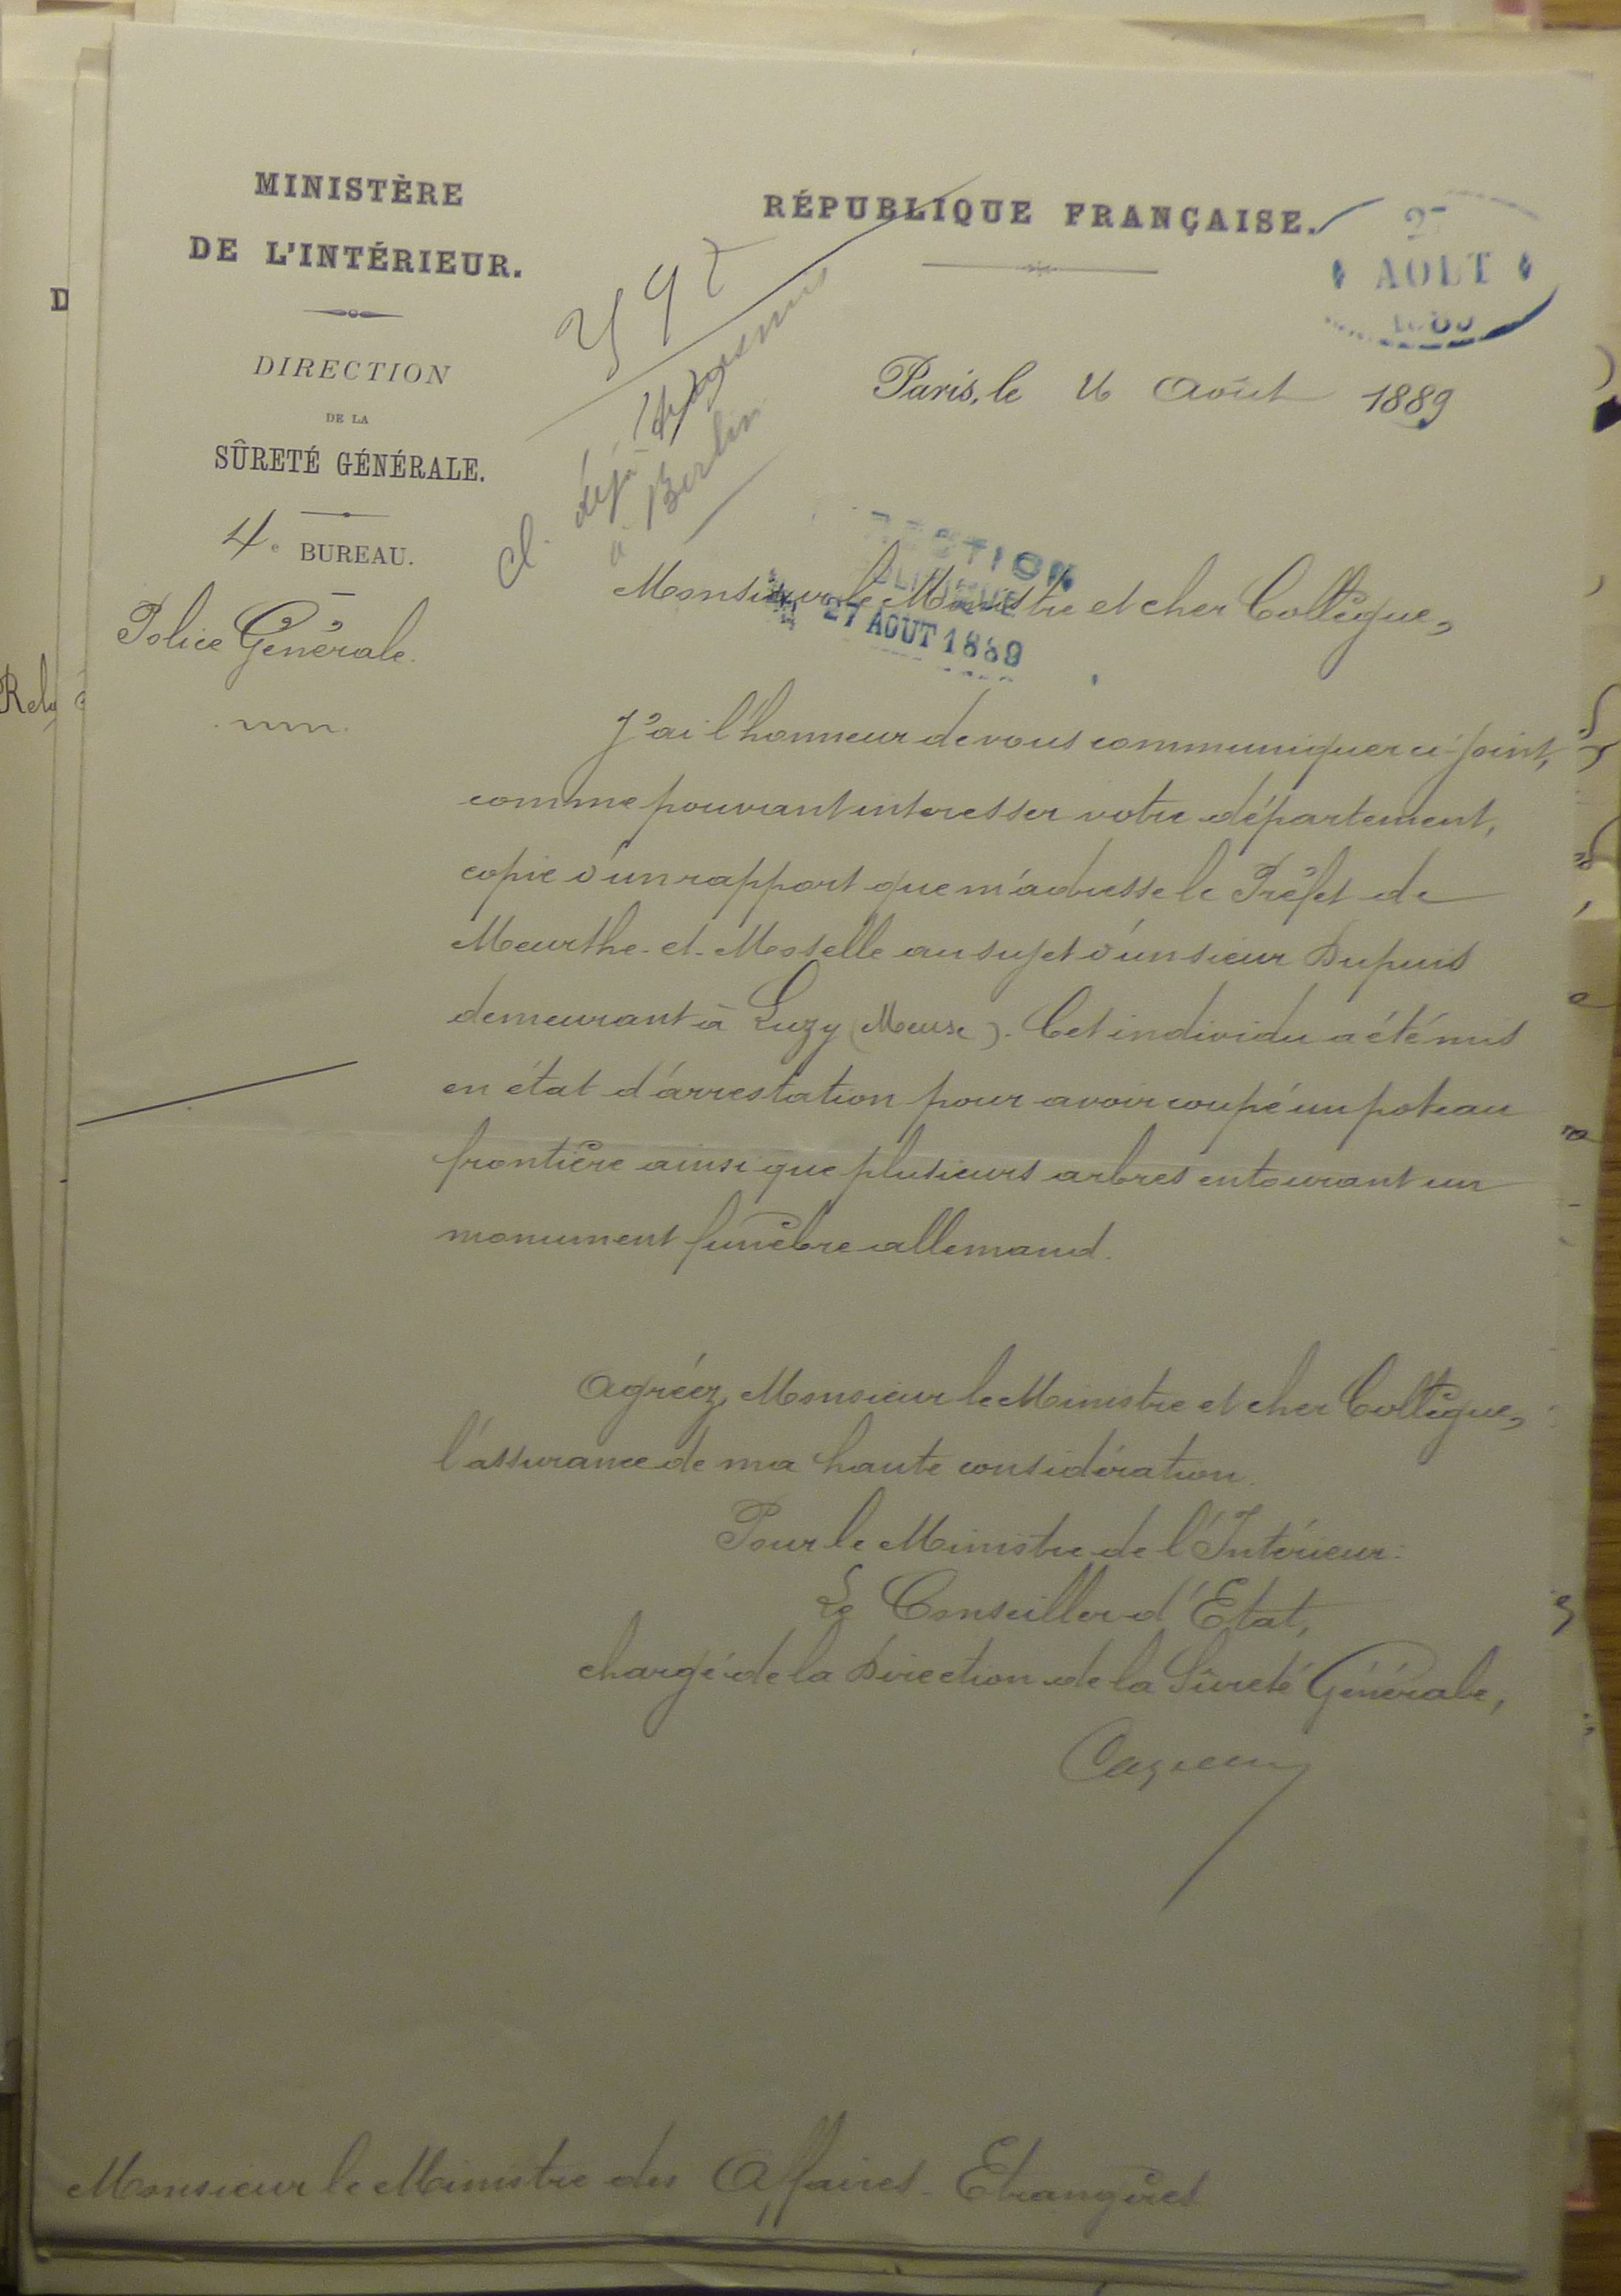 MINISTÈRE
DE L'INTÉRIEUR.
DIRECTION
DE LA
SÛRETÉ GÉNÉRALE.
4e BUREAU.
Police Générale.
RÉPUBLIQUE FRANÇAISE.
27
AOUT
Paris, le 26 Août 1889
cl. déjà
à Berlin
27 AOUT 1889
Monsieur le Ministre et cher Collègue,
J'ai l'honneur de vous communiquer ci-joint,
comme pouvant intéresser votre département,
copie d'un rapport que m'adresse le Préfet de
Meurthe-et-Moselle au sujet d'un sieur Dupuis
demeurant à Luzy (Meuse). Cet individu a été mis
en état d'arrestation pour avoir coupé un poteau
frontière ainsi que plusieurs arbres entourant un
monument funèbre allemand.
Agréez, Monsieur le Ministre et cher Collègue,
l'assurance de ma haute considération.
Pour le Ministre de l'Intérieur:
Le Conseiller d'Etat,
chargé de la Direction de la Sûreté Générale,
Monsieur le Ministre des Affaires Etrangères